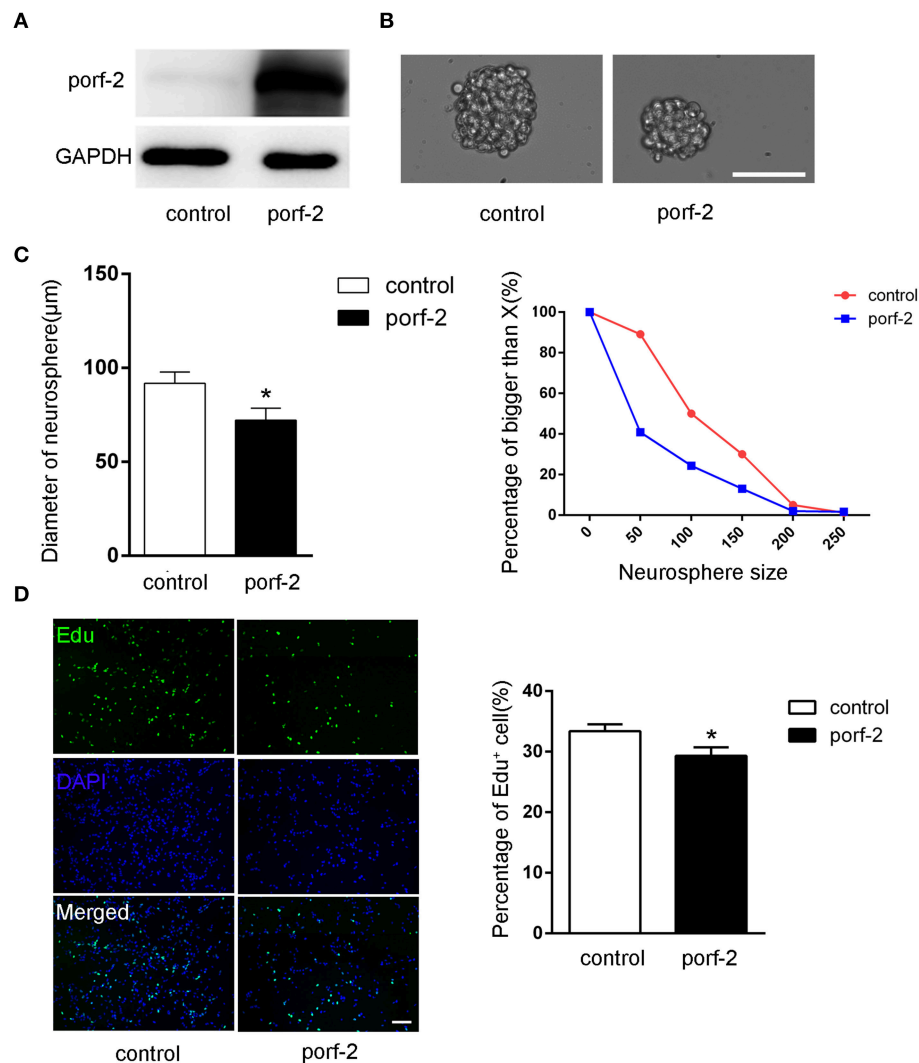 A
porf-2
GAPDH
control porf-2
B
control porf-2
C
Diameter of neurosphere(μm)
150
100
50
0
*
control porf-2
control
porf-2
Percentage of bigger than X(%)
100
80
60
40
20
0
0 50 100 150 200 250
Neurosphere size
control
porf-2
D
Edu
DAPI
Merged
control porf-2
Percentage of Edu⁺ cell(%)
40
30
20
10
0
*
control porf-2
control
porf-2